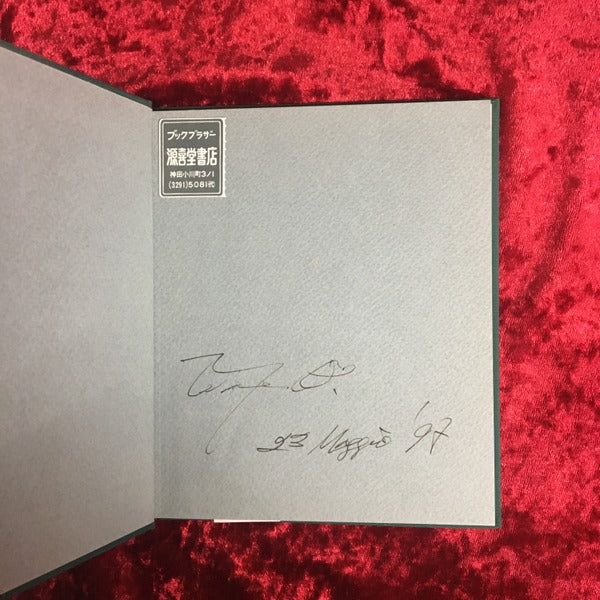 ブックブラザー
源喜堂書店
神田小川町3/1
(3291)5081代
23 Maggio '97